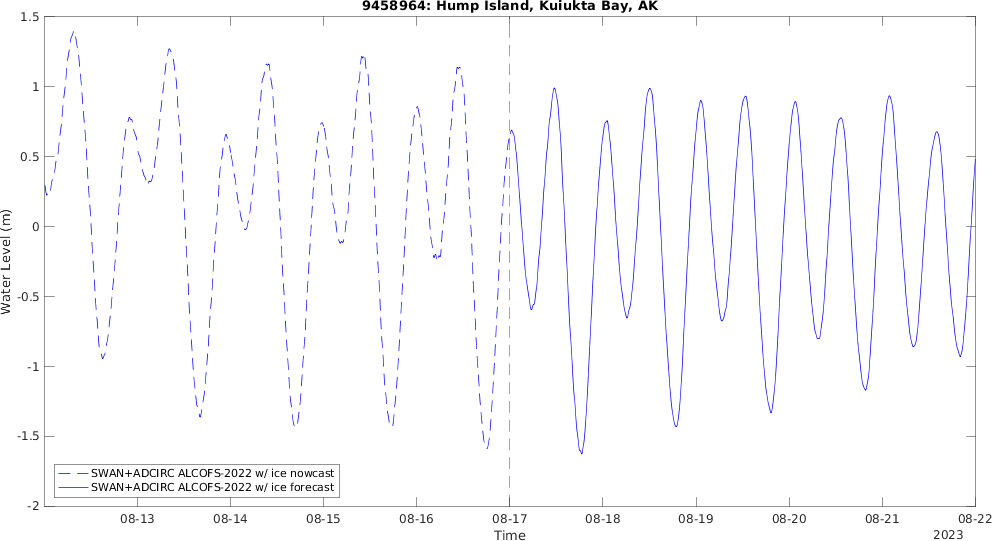 9458964: Hump Island, Kuiukta Bay, AK
1.5
1
0.5
0
-0.5
-1
-1.5
-2
Water Level (m)
SWAN+ADCIRC ALCOFS-2022 w/ ice nowcast
SWAN+ADCIRC ALCOFS-2022 w/ ice forecast
08-13 08-14 08-15 08-16 08-17 08-18 08-19 08-20 08-21 08-22
Time
2023